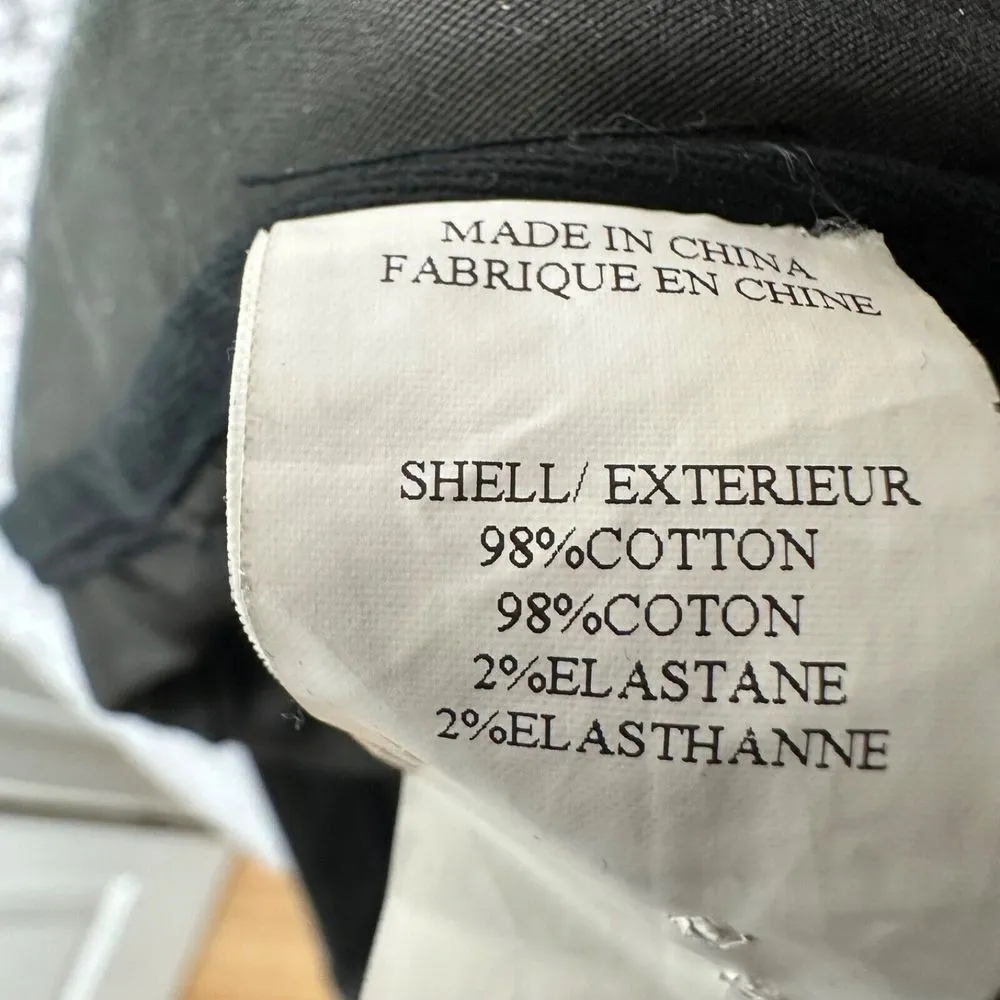 MADE IN CHINA
FABRIQUE EN CHINE
SHELL/ EXTERIEUR
98%COTTON
98%COTON
2%ELASTANE
2%ELASTHANNE